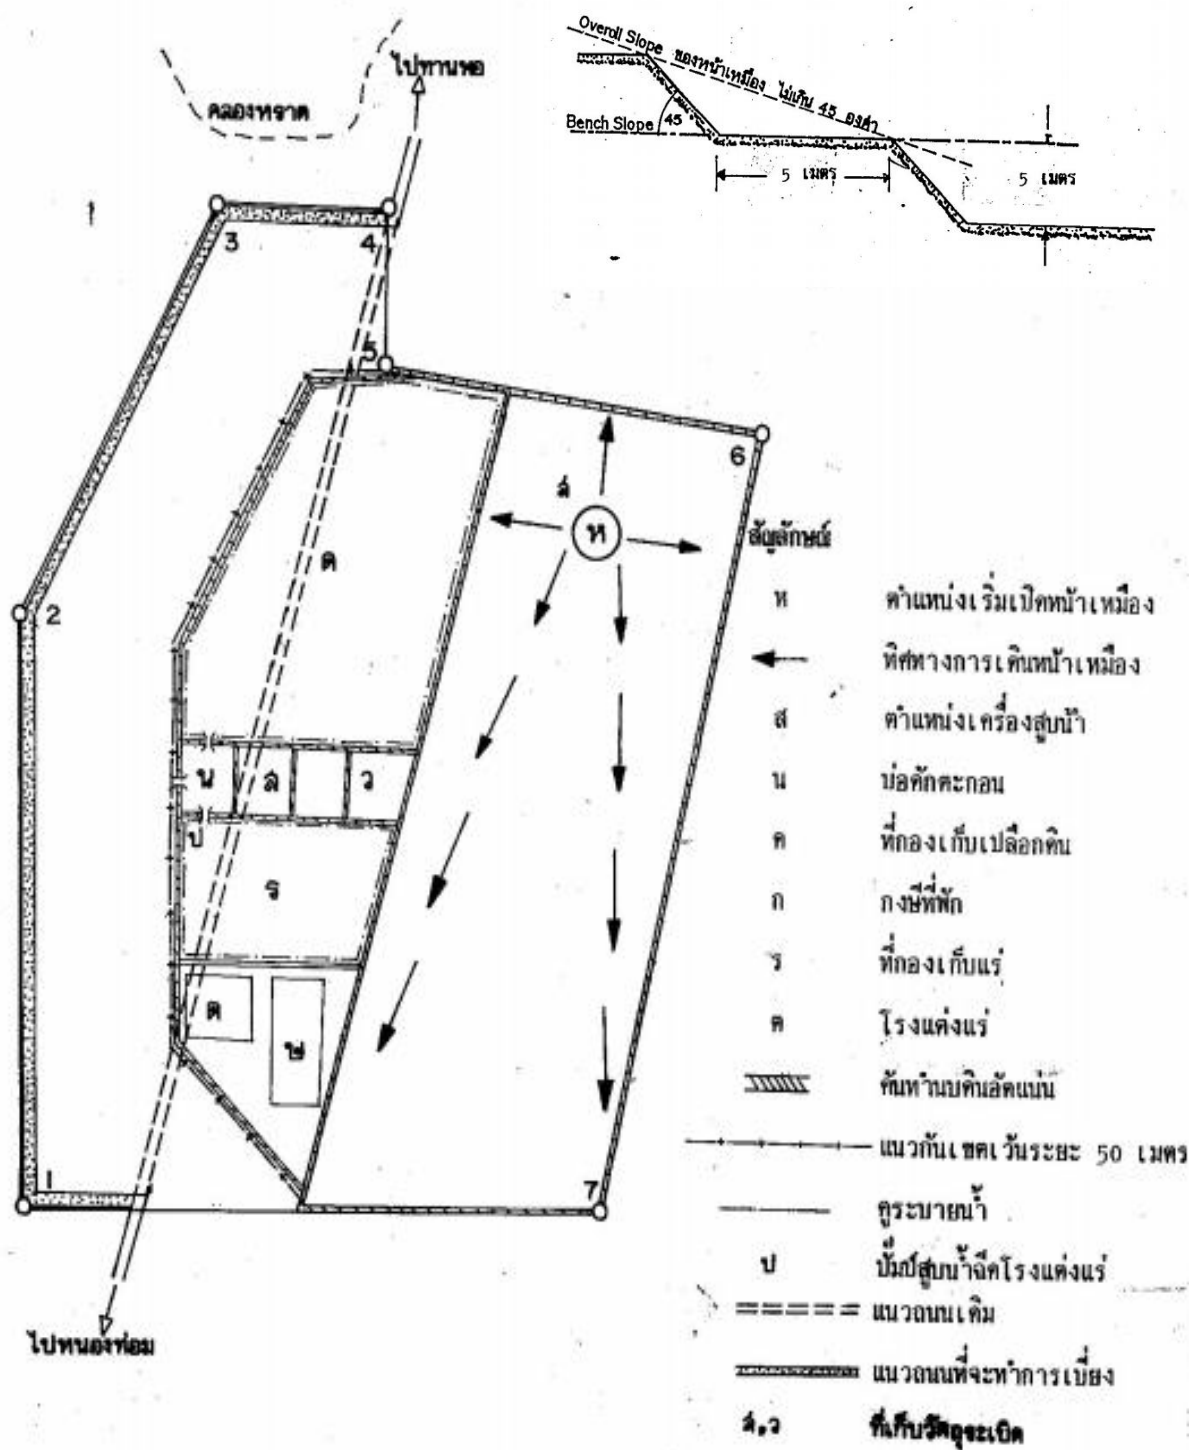 Overall Slope ของหน้าเหมือง ไม่เกิน 45 องศา
Bench Slope
45
5 เมตร
5 เมตร
ไปทานพอ
คลองหราด
3
4
5
6
2
ส
ห
ค
น
ล
ว
ป
ร
ต
ษ
1
7
ไปหนองท่อม
สัญลักษณ์
ห ตำแหน่งเริ่มเปิดหน้าเหมือง
ทิศทางการเดินหน้าเหมือง
ส ตำแหน่งเครื่องสูบน้ำ
น บ่อดักตะกอน
ค ที่กองเก็บเปลือกดิน
ก กงษีที่พัก
ร ที่กองเก็บแร่
ต โรงแต่งแร่
คันทำนบดินอัดแน่น
แนวกันเขตเว้นระยะ 50 เมตร
คูระบายน้ำ
ป ปั๊มป์สูบน้ำฉีดโรงแต่งแร่
แนวถนนเดิม
แนวถนนที่จะทำการเบี่ยง
ล,ว ที่เก็บวัตถุระเบิด